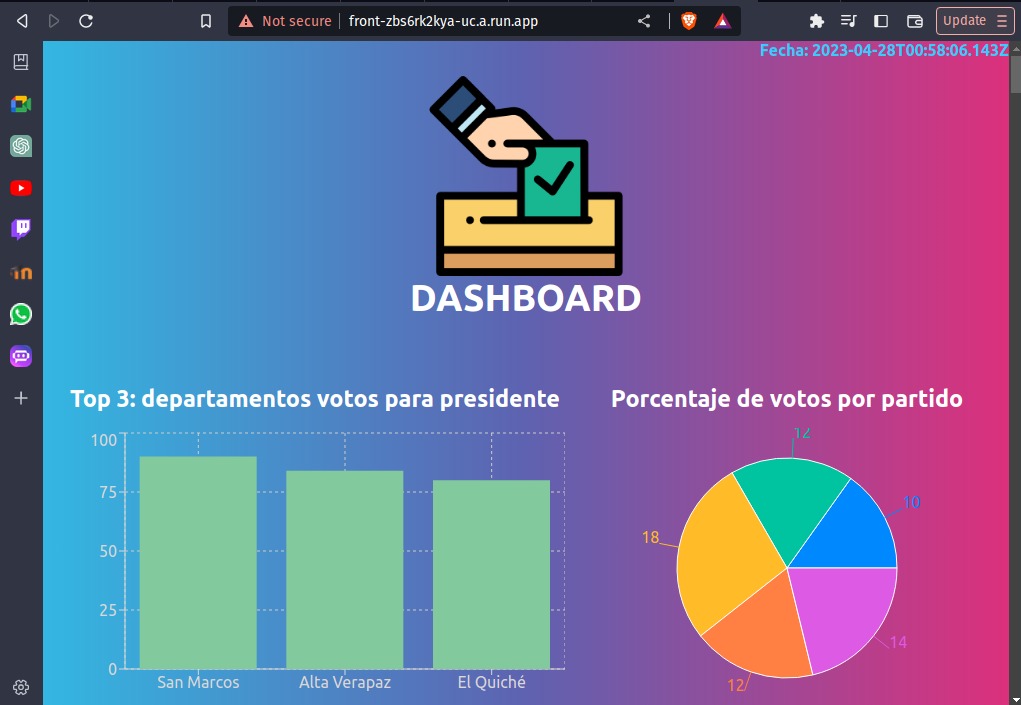 Not secure front-zbs6rk2kya-uc.a.run.app Update
Fecha: 2023-04-28T00:58:06.143Z
DASHBOARD
Top 3: departamentos votos para presidente
100
75
50
25
0
San Marcos Alta Verapaz El Quiché
Porcentaje de votos por partido
12
10
18
14
12